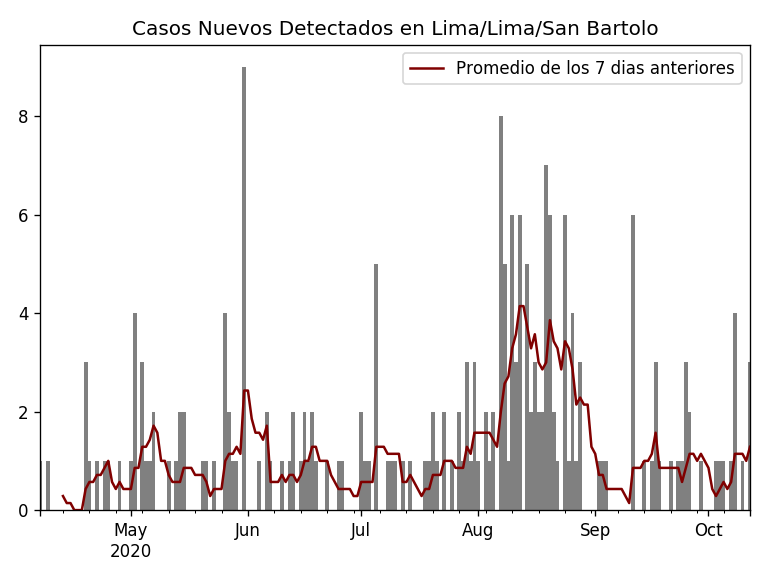 Casos Nuevos Detectados en Lima/Lima/San Bartolo
Promedio de los 7 dias anteriores
8
6
4
2
0
May Jun Jul Aug Sep Oct
2020